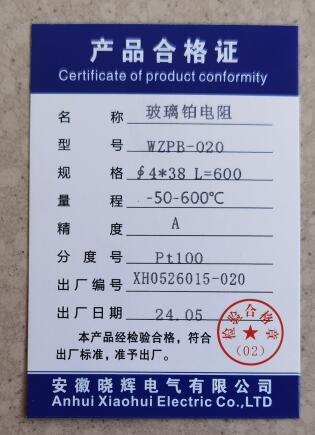 产品合格证
Certificate of product conformity
名 称 玻璃铂电阻
型 号 WZPB-020
规 格 ∮4*38 L=600
量 程 -50-600℃
精 度 A
分 度 号 Pt100
出厂编号 XH0526015-020
出厂日期 24.05
本产品经检验合格，符合
出厂标准，准予出厂。
检验合格章
(02)
安徽晓辉电气有限公司
Anhui Xiaohui Electric Co.,LTD